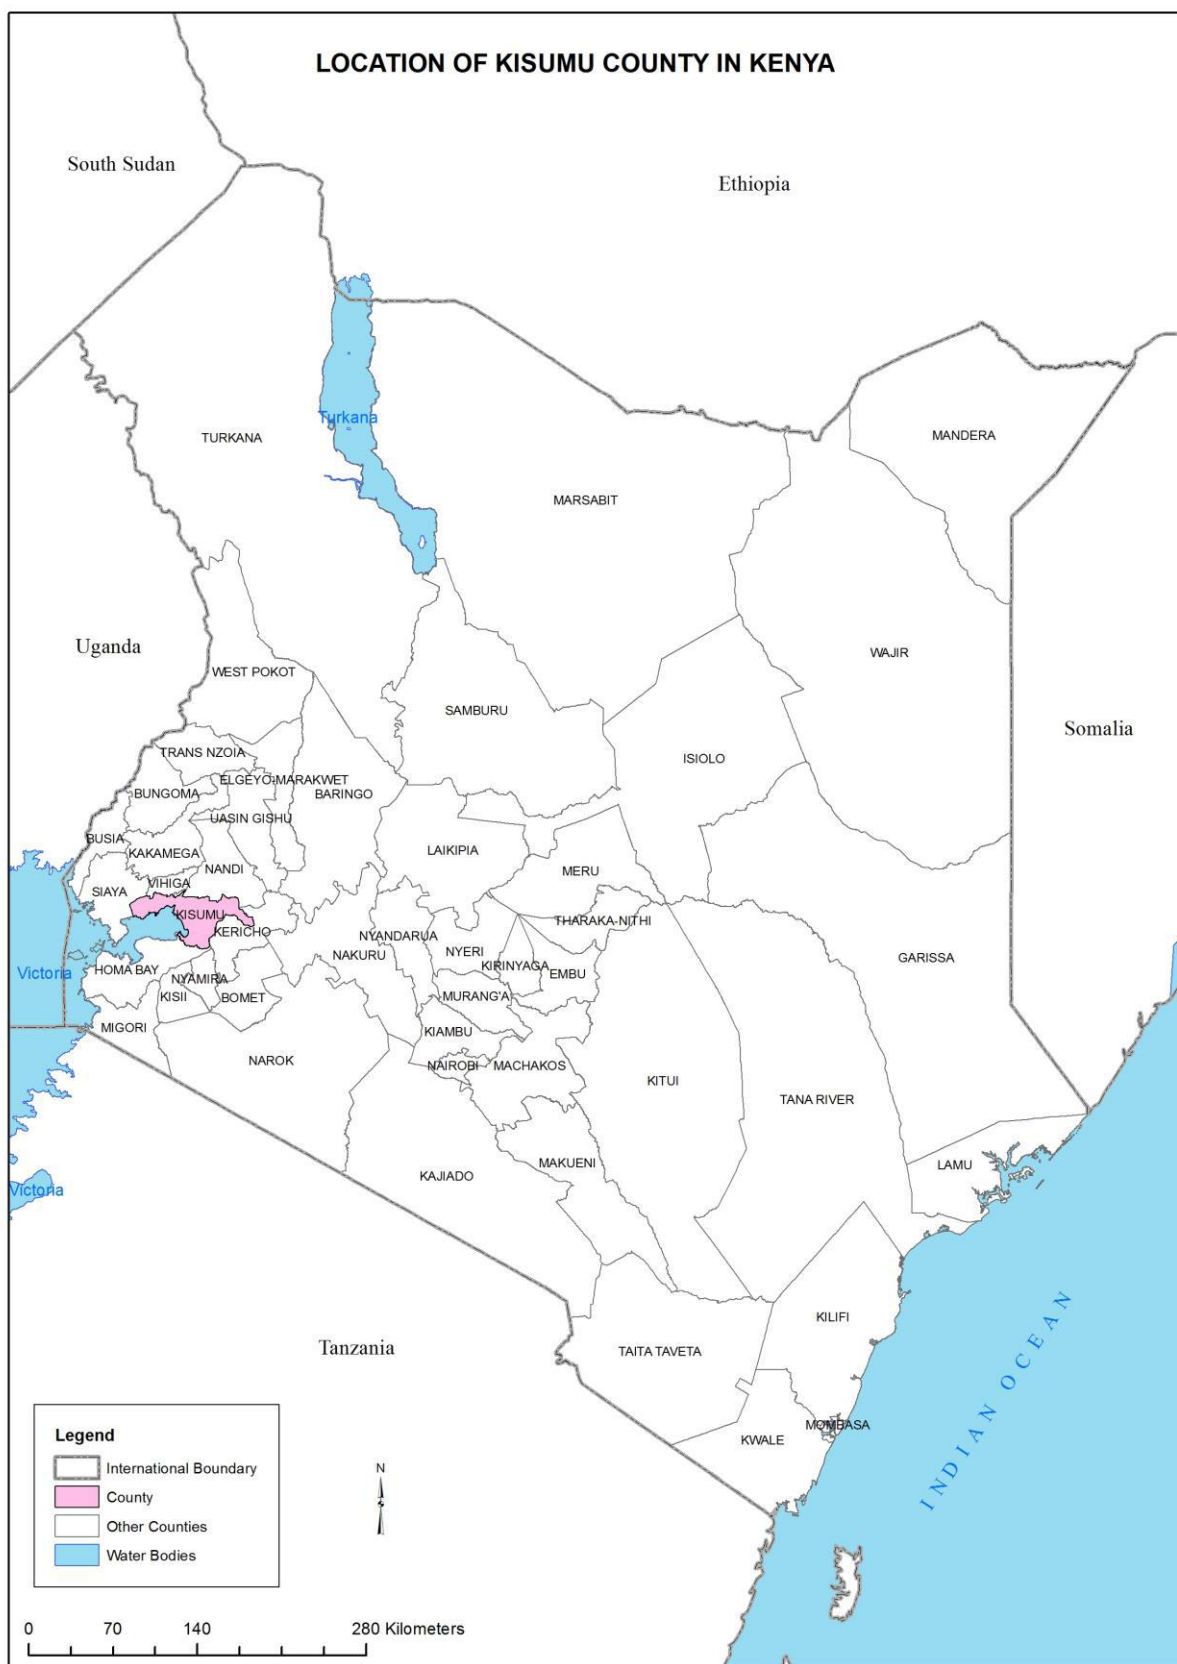 LOCATION OF KISUMU COUNTY IN KENYA
South Sudan
Ethiopia
Turkana
TURKANA
MANDERA
MARSABIT
Uganda
WAJIR
WEST POKOT
SAMBURU
Somalia
TRANS NZOIA
ISIOLO
ELGEYO-MARAKWET
BUNGOMA
BARINGO
UASIN GISHU
BUSIA
KAKAMEGA
LAIKIPIA
NANDI
MERU
VIHIGA
SIAYA
KISUMU
THARAKA-NITHI
KERICHO
NYANDARUA
NYERI
NAKURU
GARISSA
KIRINYAGA
HOMA BAY
Victoria
EMBU
NYAMIRA
KISII
BOMET
MURANG'A
MIGORI
KIAMBU
NAROK
NAIROBI
MACHAKOS
KITUI
TANA RIVER
MAKUENI
LAMU
KAJIADO
Victoria
KILIFI
Tanzania
TAITA TAVETA
INDIAN OCEAN
MOMBASA
KWALE
Legend
International Boundary
County
Other Counties
Water Bodies
N
0 70 140 280 Kilometers